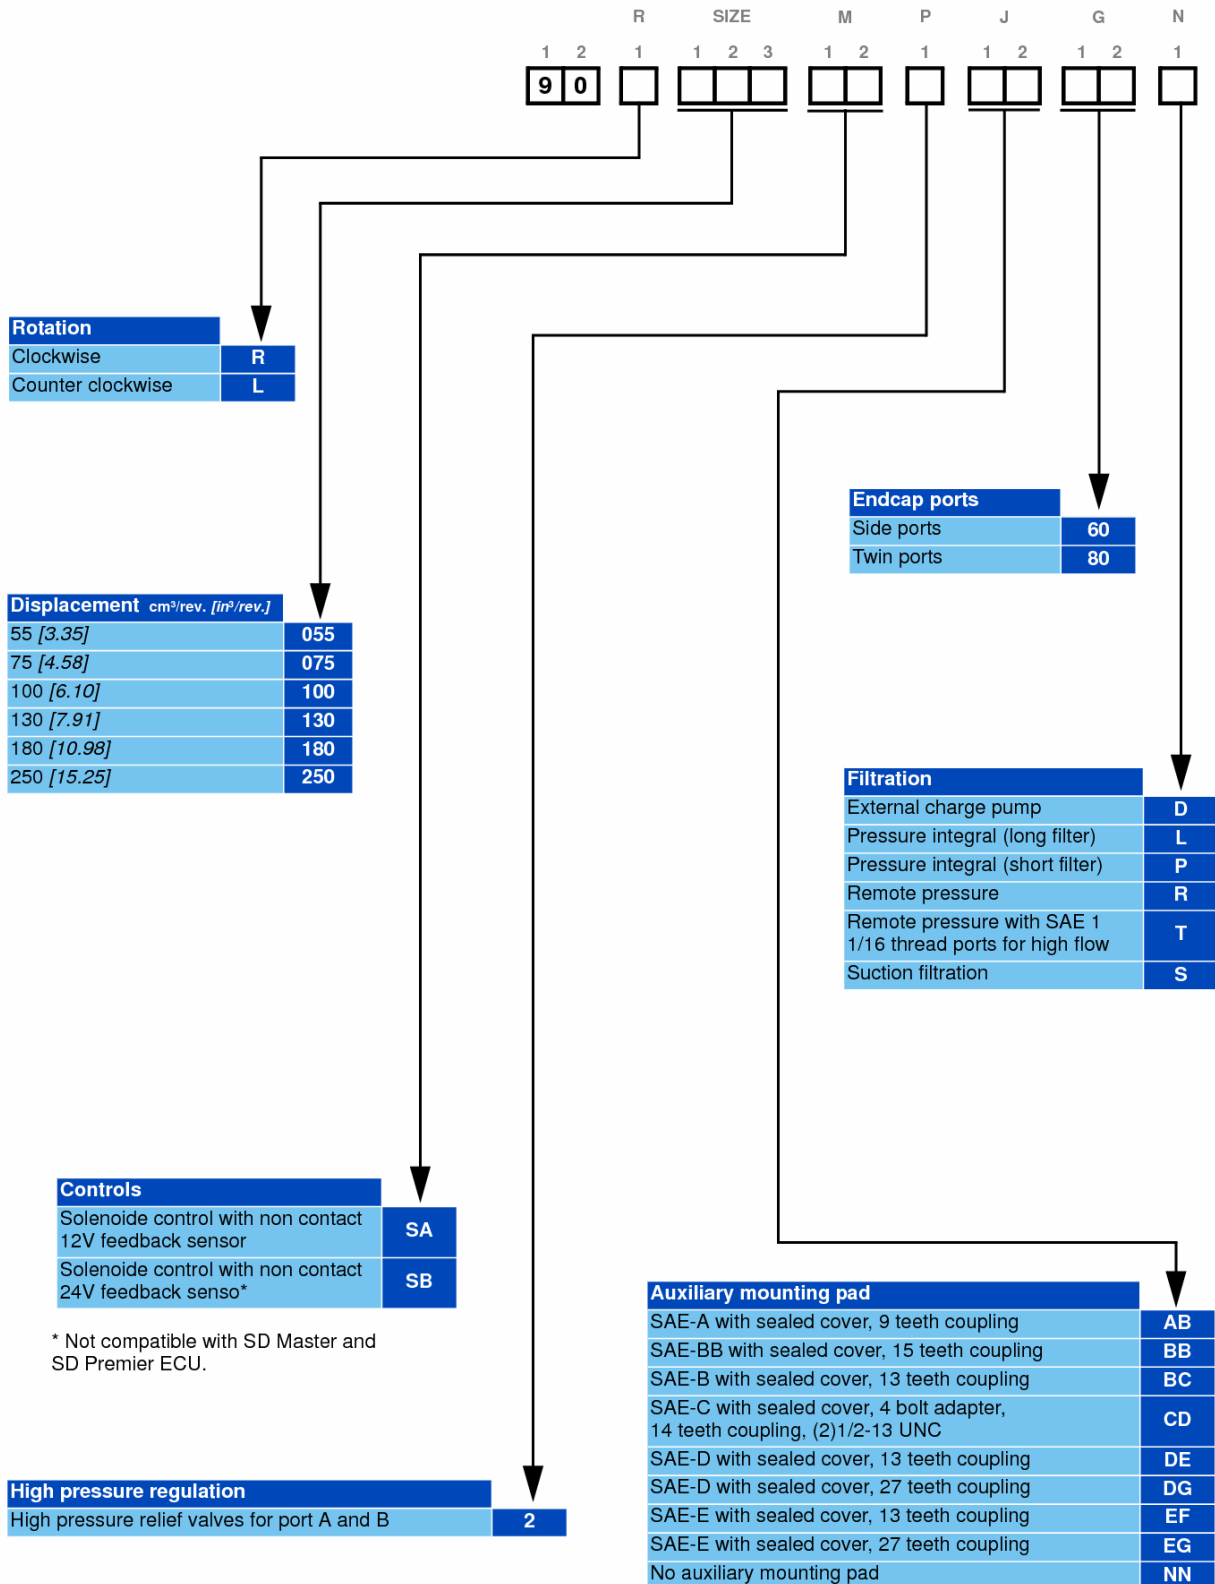 R SIZE M P J G N
1 2 1 1 2 3 1 2 1 1 2 1 2 1
9 0
Rotation
Clockwise R
Counter clockwise L
Endcap ports
Side ports 60
Twin ports 80
Displacement cm³/rev. [in³/rev.]
55 [3.35] 055
75 [4.58] 075
100 [6.10] 100
130 [7.91] 130
180 [10.98] 180
250 [15.25] 250
Filtration
External charge pump D
Pressure integral (long filter) L
Pressure integral (short filter) P
Remote pressure R
Remote pressure with SAE 1
1/16 thread ports for high flow T
Suction filtration S
Controls
Solenoide control with non contact
12V feedback sensor SA
Solenoide control with non contact
24V feedback senso* SB
* Not compatible with SD Master and
SD Premier ECU.
Auxiliary mounting pad
SAE-A with sealed cover, 9 teeth coupling AB
SAE-BB with sealed cover, 15 teeth coupling BB
SAE-B with sealed cover, 13 teeth coupling BC
SAE-C with sealed cover, 4 bolt adapter,
14 teeth coupling, (2)1/2-13 UNC CD
SAE-D with sealed cover, 13 teeth coupling DE
SAE-D with sealed cover, 27 teeth coupling DG
SAE-E with sealed cover, 13 teeth coupling EF
SAE-E with sealed cover, 27 teeth coupling EG
No auxiliary mounting pad NN
High pressure regulation
High pressure relief valves for port A and B 2